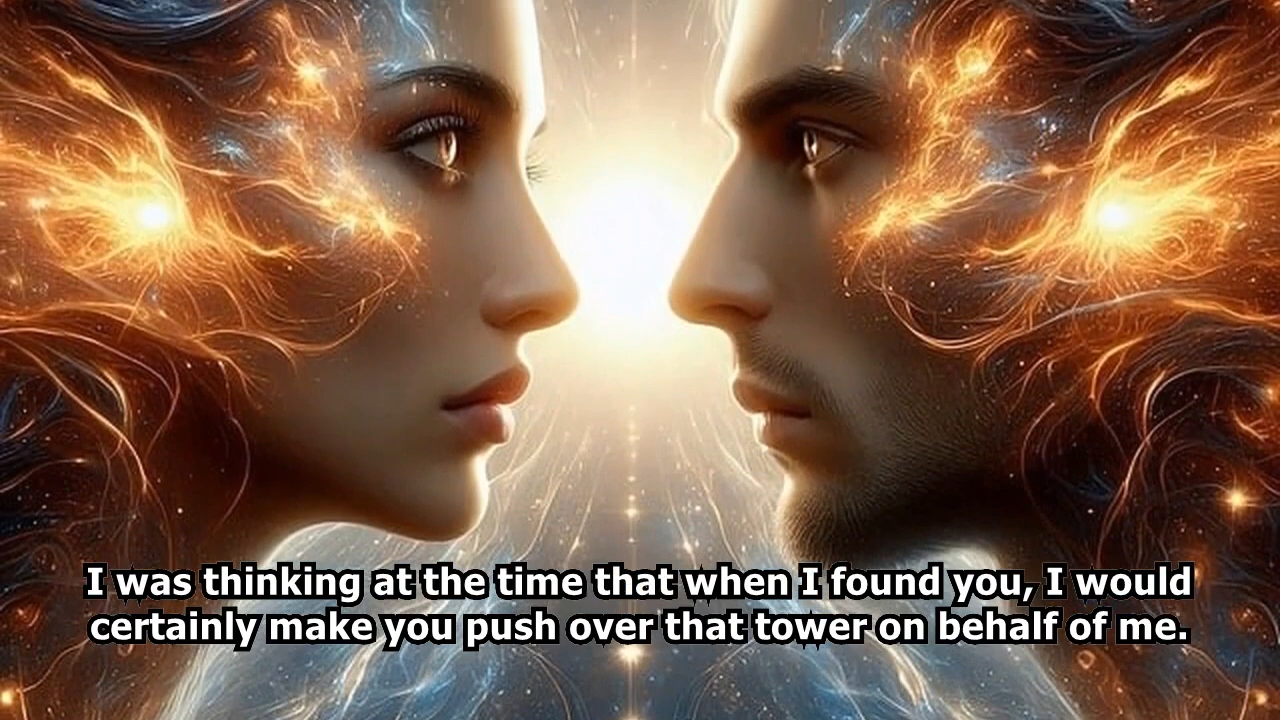 I was thinking at the time that when I found you, I would
certainly make you push over that tower on behalf of me.